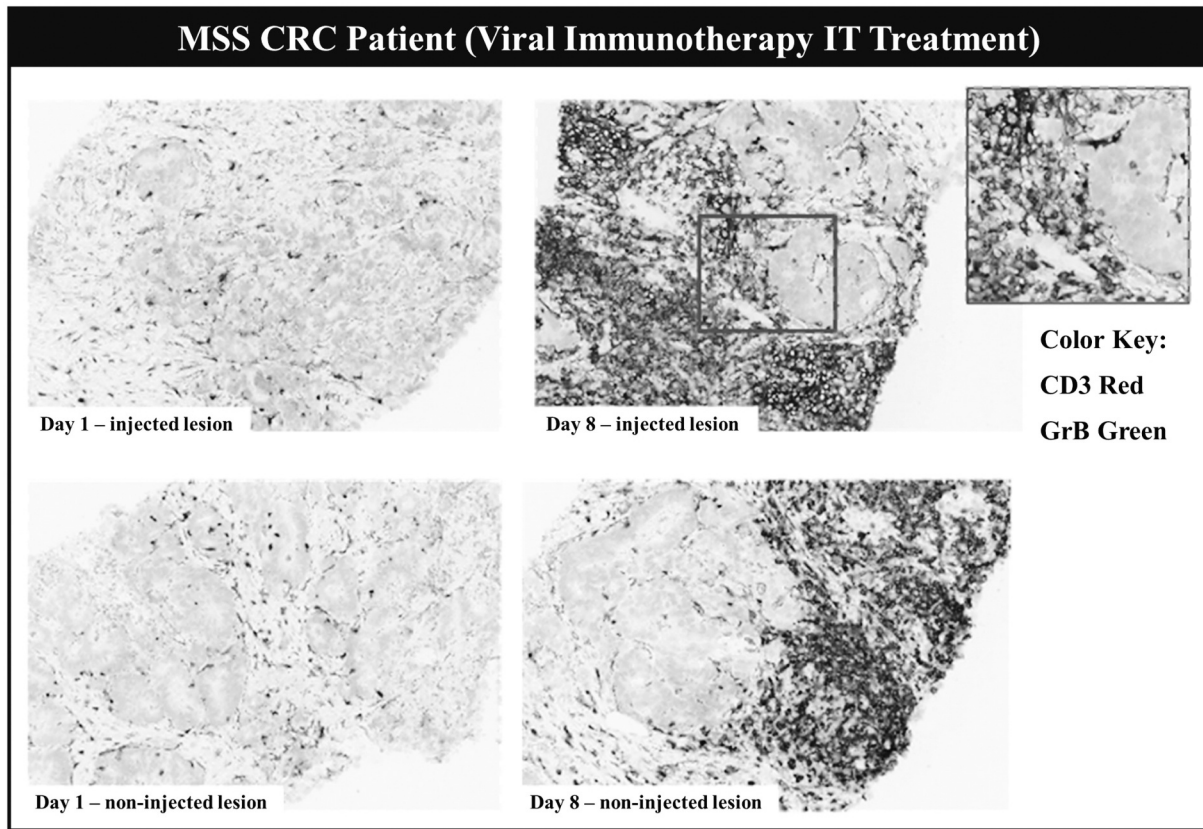 MSS CRC Patient (Viral Immunotherapy IT Treatment)
Day 1 – injected lesion
Day 8 – injected lesion
Color Key:
CD3 Red
GrB Green
Day 1 – non-injected lesion
Day 8 – non-injected lesion